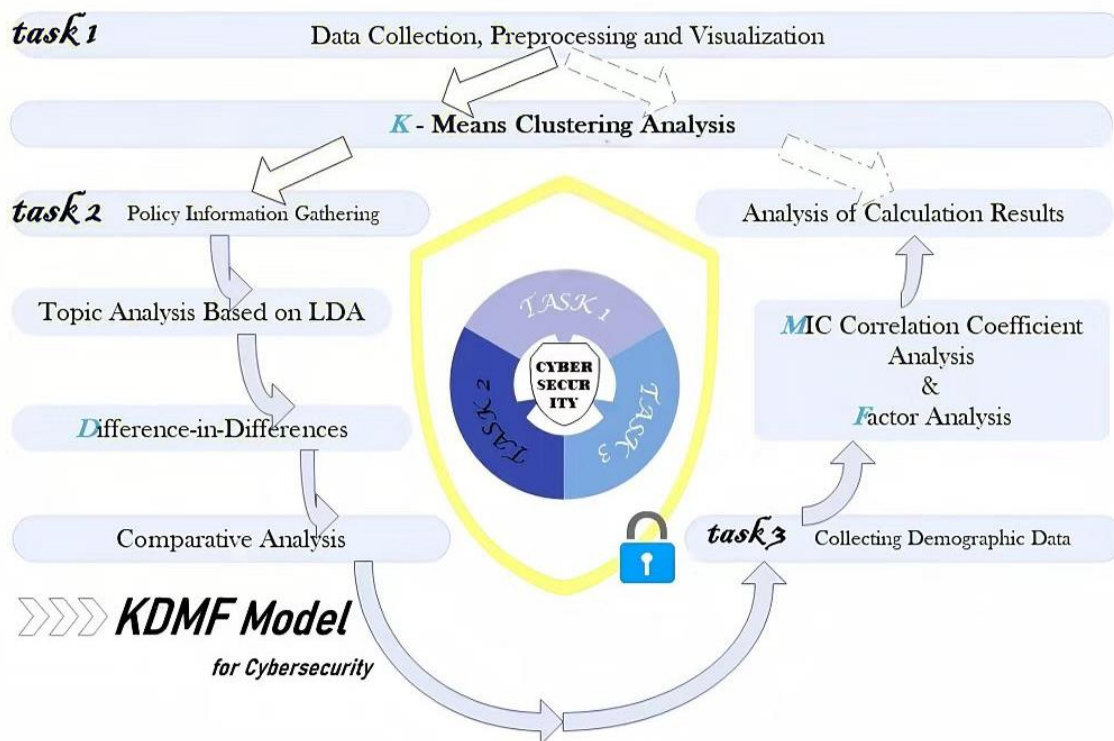 task 1
Data Collection, Preprocessing and Visualization
K - Means Clustering Analysis
task 2 Policy Information Gathering
Topic Analysis Based on LDA
Difference-in-Differences
Comparative Analysis
KDMF Model
for Cybersecurity
TASK 1
TASK 2
TASK 3
CYBER
SECUR
ITY
Analysis of Calculation Results
MIC Correlation Coefficient
Analysis
&
Factor Analysis
task 3 Collecting Demographic Data